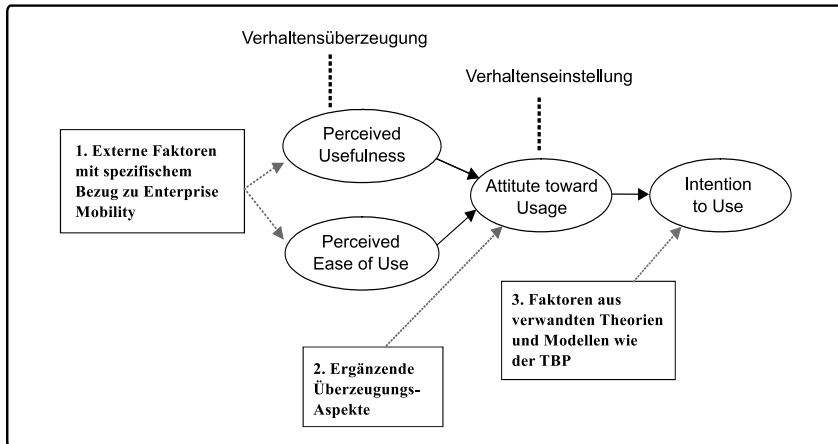 Verhaltensüberzeugung
Verhaltenseinstellung
Perceived
Usefulness
1. Externe Faktoren
mit spezifischem
Bezug zu Enterprise
Mobility
Attitute toward
Usage
Intention
to Use
Perceived
Ease of Use
3. Faktoren aus
verwandten Theorien
und Modellen wie
der TBP
2. Ergänzende
Überzeugungs-
Aspekte